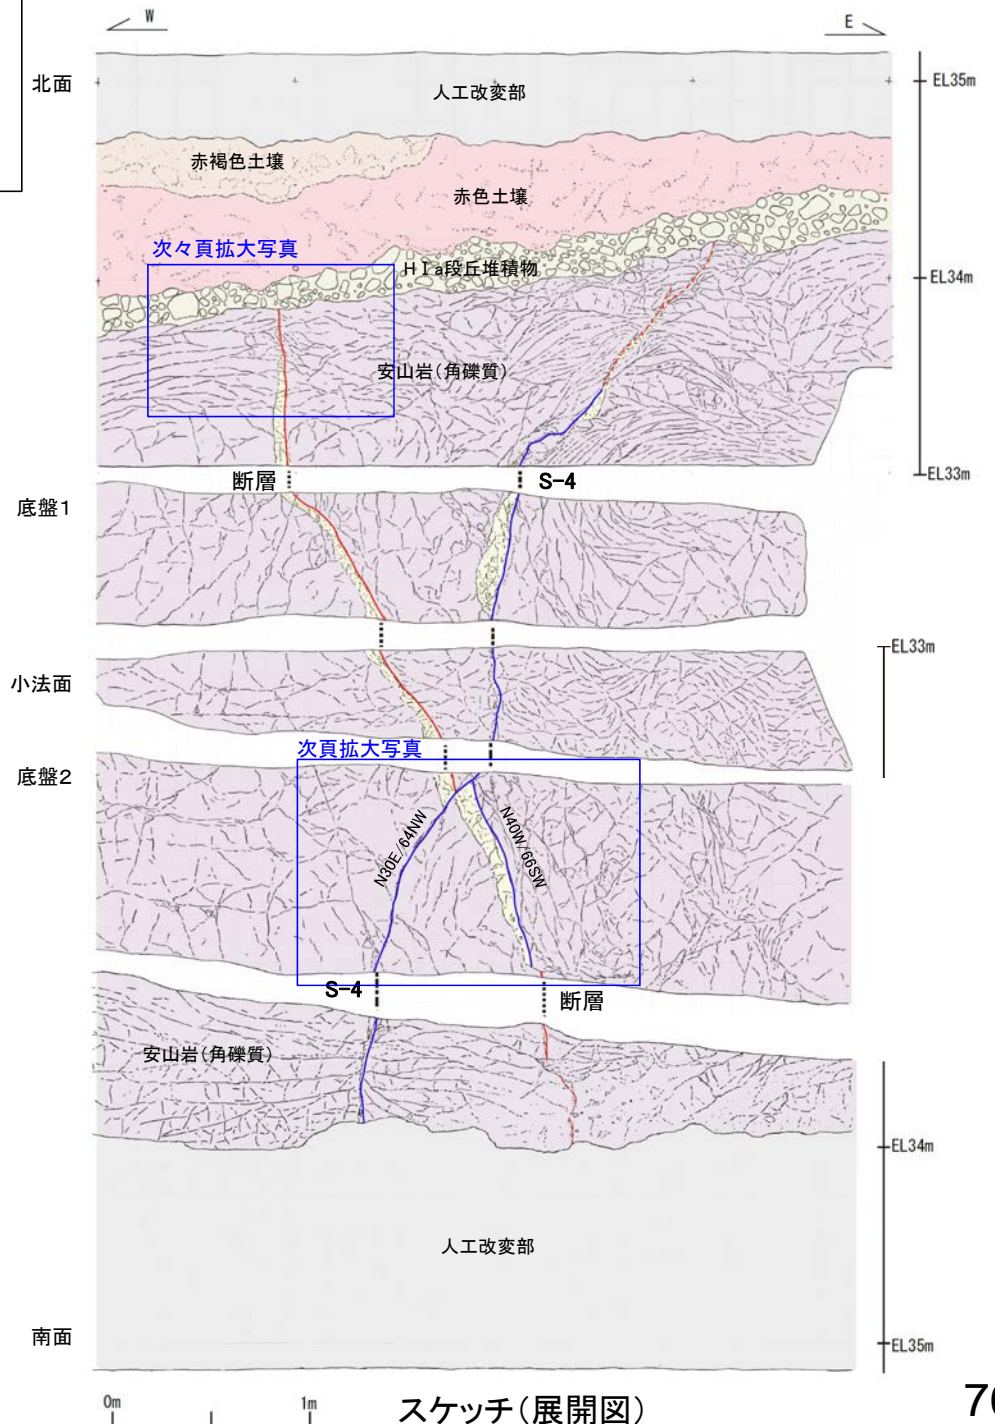 W
E
北面
人工改変部
EL35m
赤褐色土壌
赤色土壌
次々頁拡大写真
HⅠa段丘堆積物
EL34m
安山岩(角礫質)
断層
S-4
EL33m
底盤1
EL33m
小法面
次頁拡大写真
底盤2
N30E/64NW
N40W/66SW
S-4
断層
安山岩(角礫質)
EL34m
人工改変部
南面
EL35m
0m
1m
スケッチ(展開図)